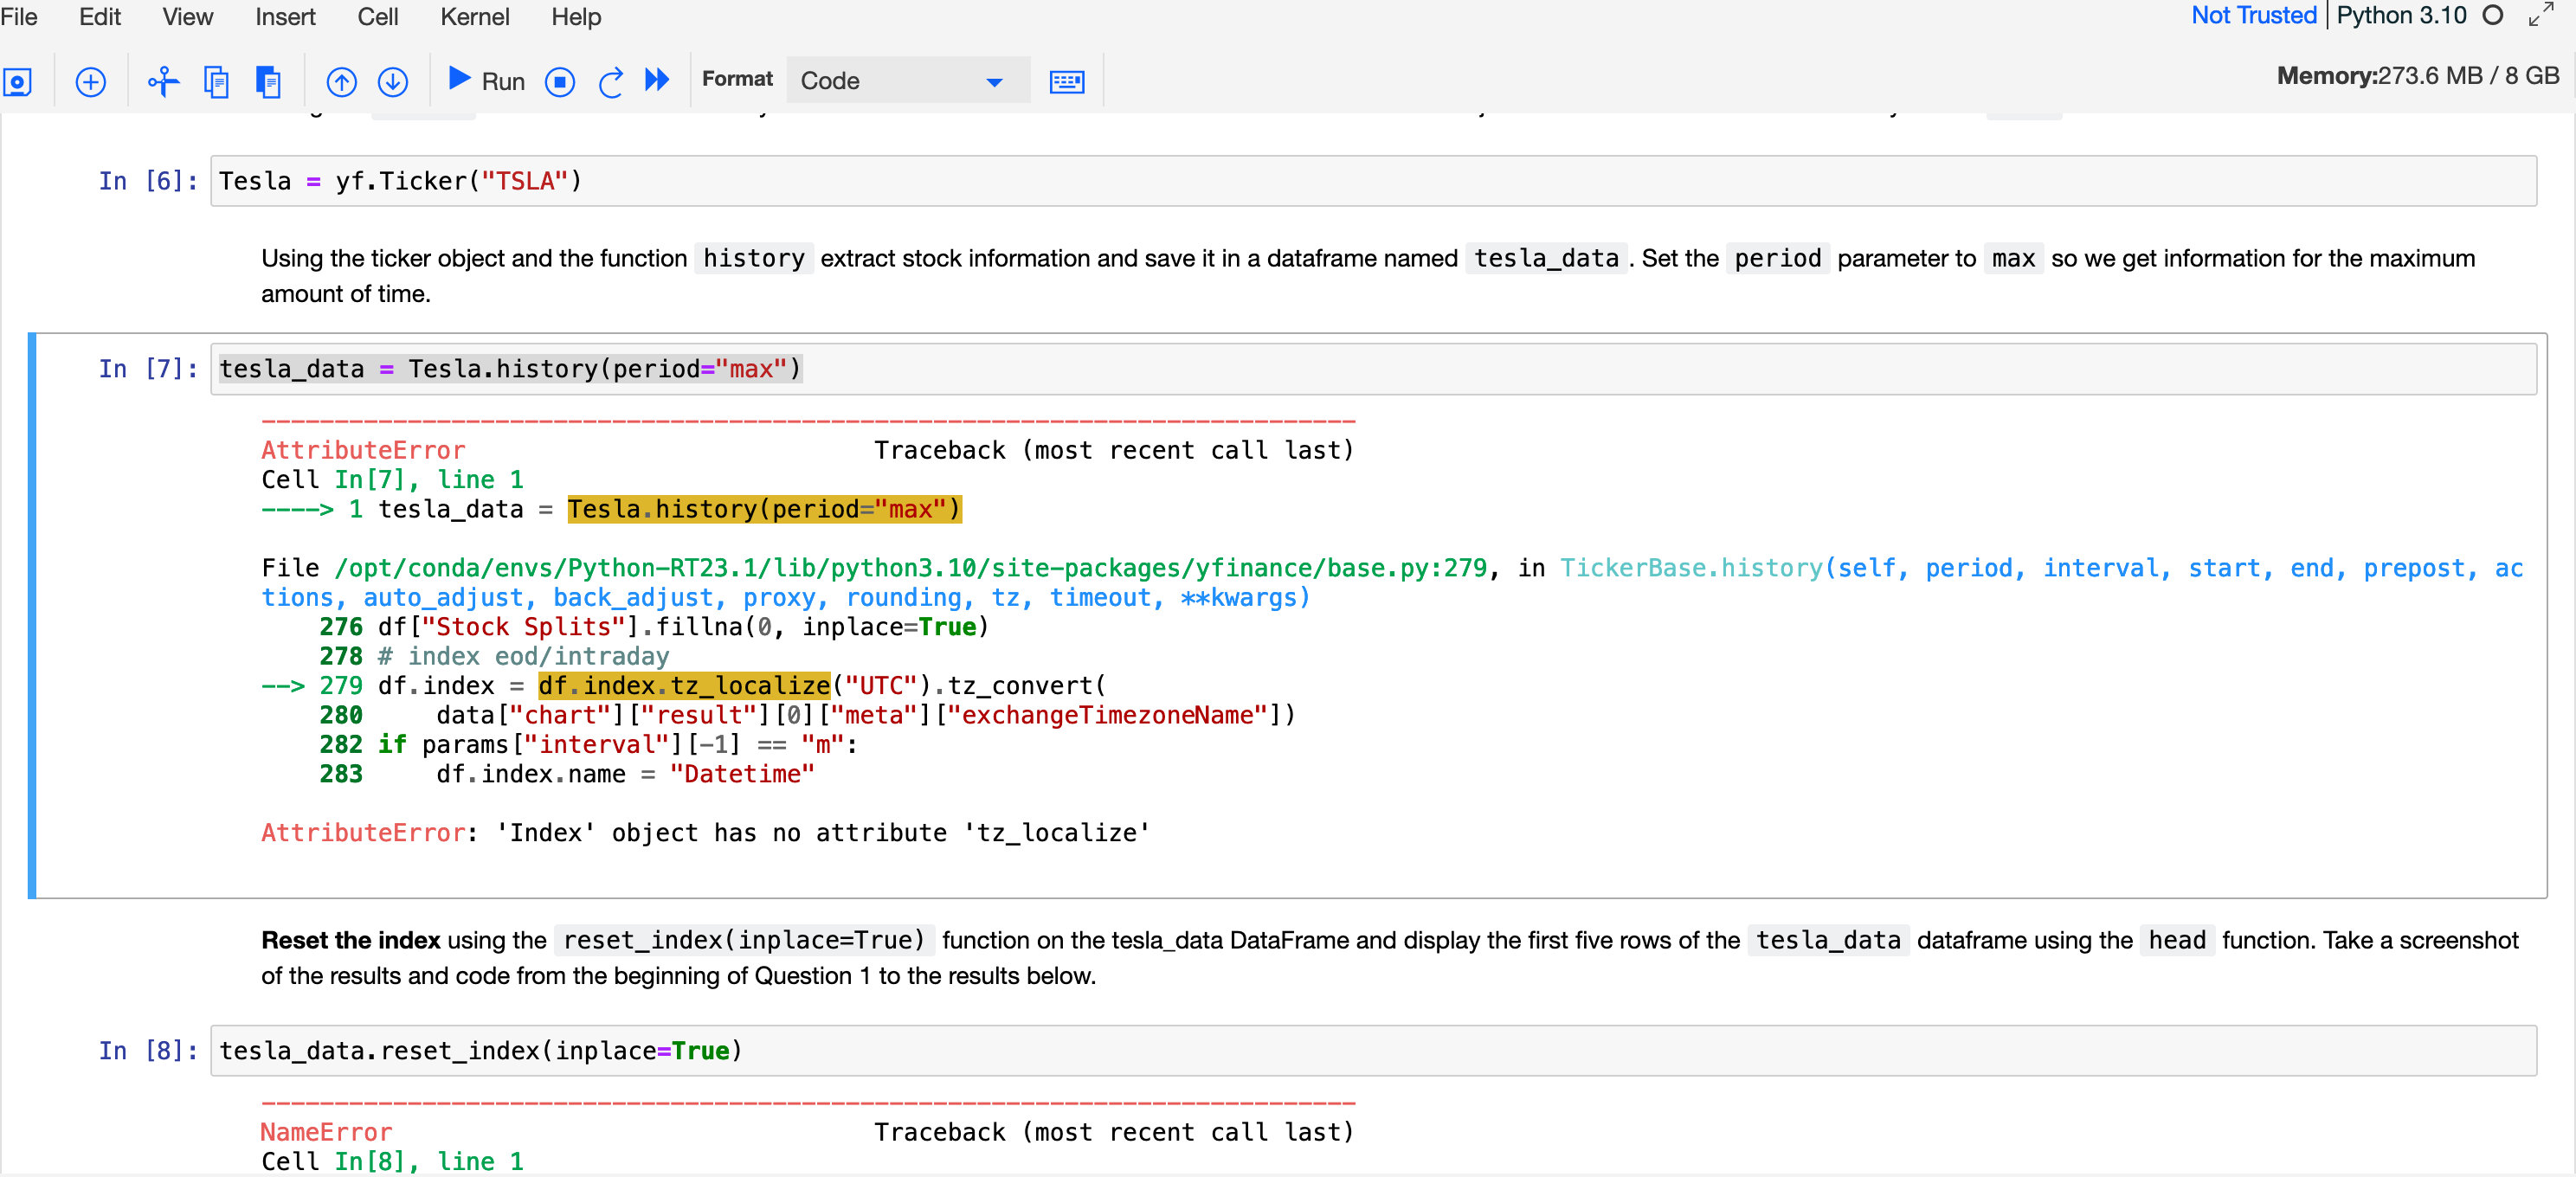 File Edit View Insert Cell Kernel Help
Not Trusted | Python 3.10
Run Format Code
Memory:273.6 MB / 8 GB
In [6]: Tesla = yf.Ticker("TSLA")
Using the ticker object and the function history extract stock information and save it in a dataframe named tesla_data . Set the period parameter to max so we get information for the maximum
amount of time.
In [7]: tesla_data = Tesla.history(period="max")
---------------------------------------------------------------------------
AttributeError                            Traceback (most recent call last)
Cell In[7], line 1
----> 1 tesla_data = Tesla.history(period="max")
File /opt/conda/envs/Python-RT23.1/lib/python3.10/site-packages/yfinance/base.py:279, in TickerBase.history(self, period, interval, start, end, prepost, ac
tions, auto_adjust, back_adjust, proxy, rounding, tz, timeout, **kwargs)
    276 df["Stock Splits"].fillna(0, inplace=True)
    278 # index eod/intraday
--> 279 df.index = df.index.tz_localize("UTC").tz_convert(
    280     data["chart"]["result"][0]["meta"]["exchangeTimezoneName"])
    282 if params["interval"][-1] == "m":
    283     df.index.name = "Datetime"
AttributeError: 'Index' object has no attribute 'tz_localize'
Reset the index using the reset_index(inplace=True) function on the tesla_data DataFrame and display the first five rows of the tesla_data dataframe using the head function. Take a screenshot
of the results and code from the beginning of Question 1 to the results below.
In [8]: tesla_data.reset_index(inplace=True)
---------------------------------------------------------------------------
NameError                                 Traceback (most recent call last)
Cell In[8], line 1